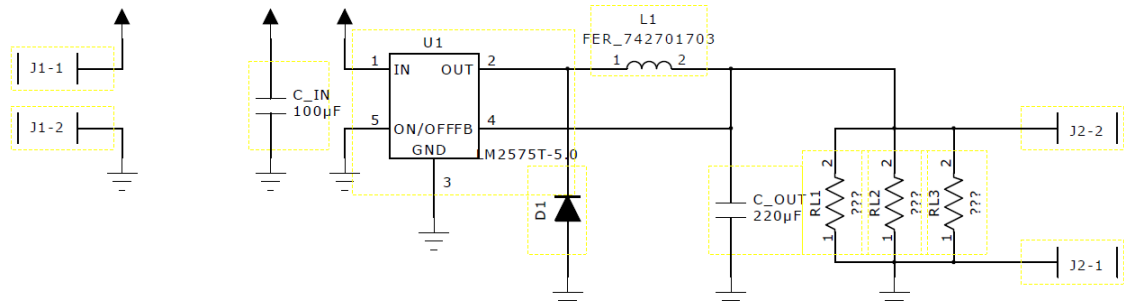 L1
FER_742701703
1 2
U1
J1-1
1 IN OUT 2
C_IN
100µF
J1-2
5 ON/OFF FB 4
GND
LM2575T-5.0
3
J2-2
D1
C_OUT
220µF
2 RL1 ??? 1
2 RL2 ??? 1
2 RL3 ??? 1
J2-1